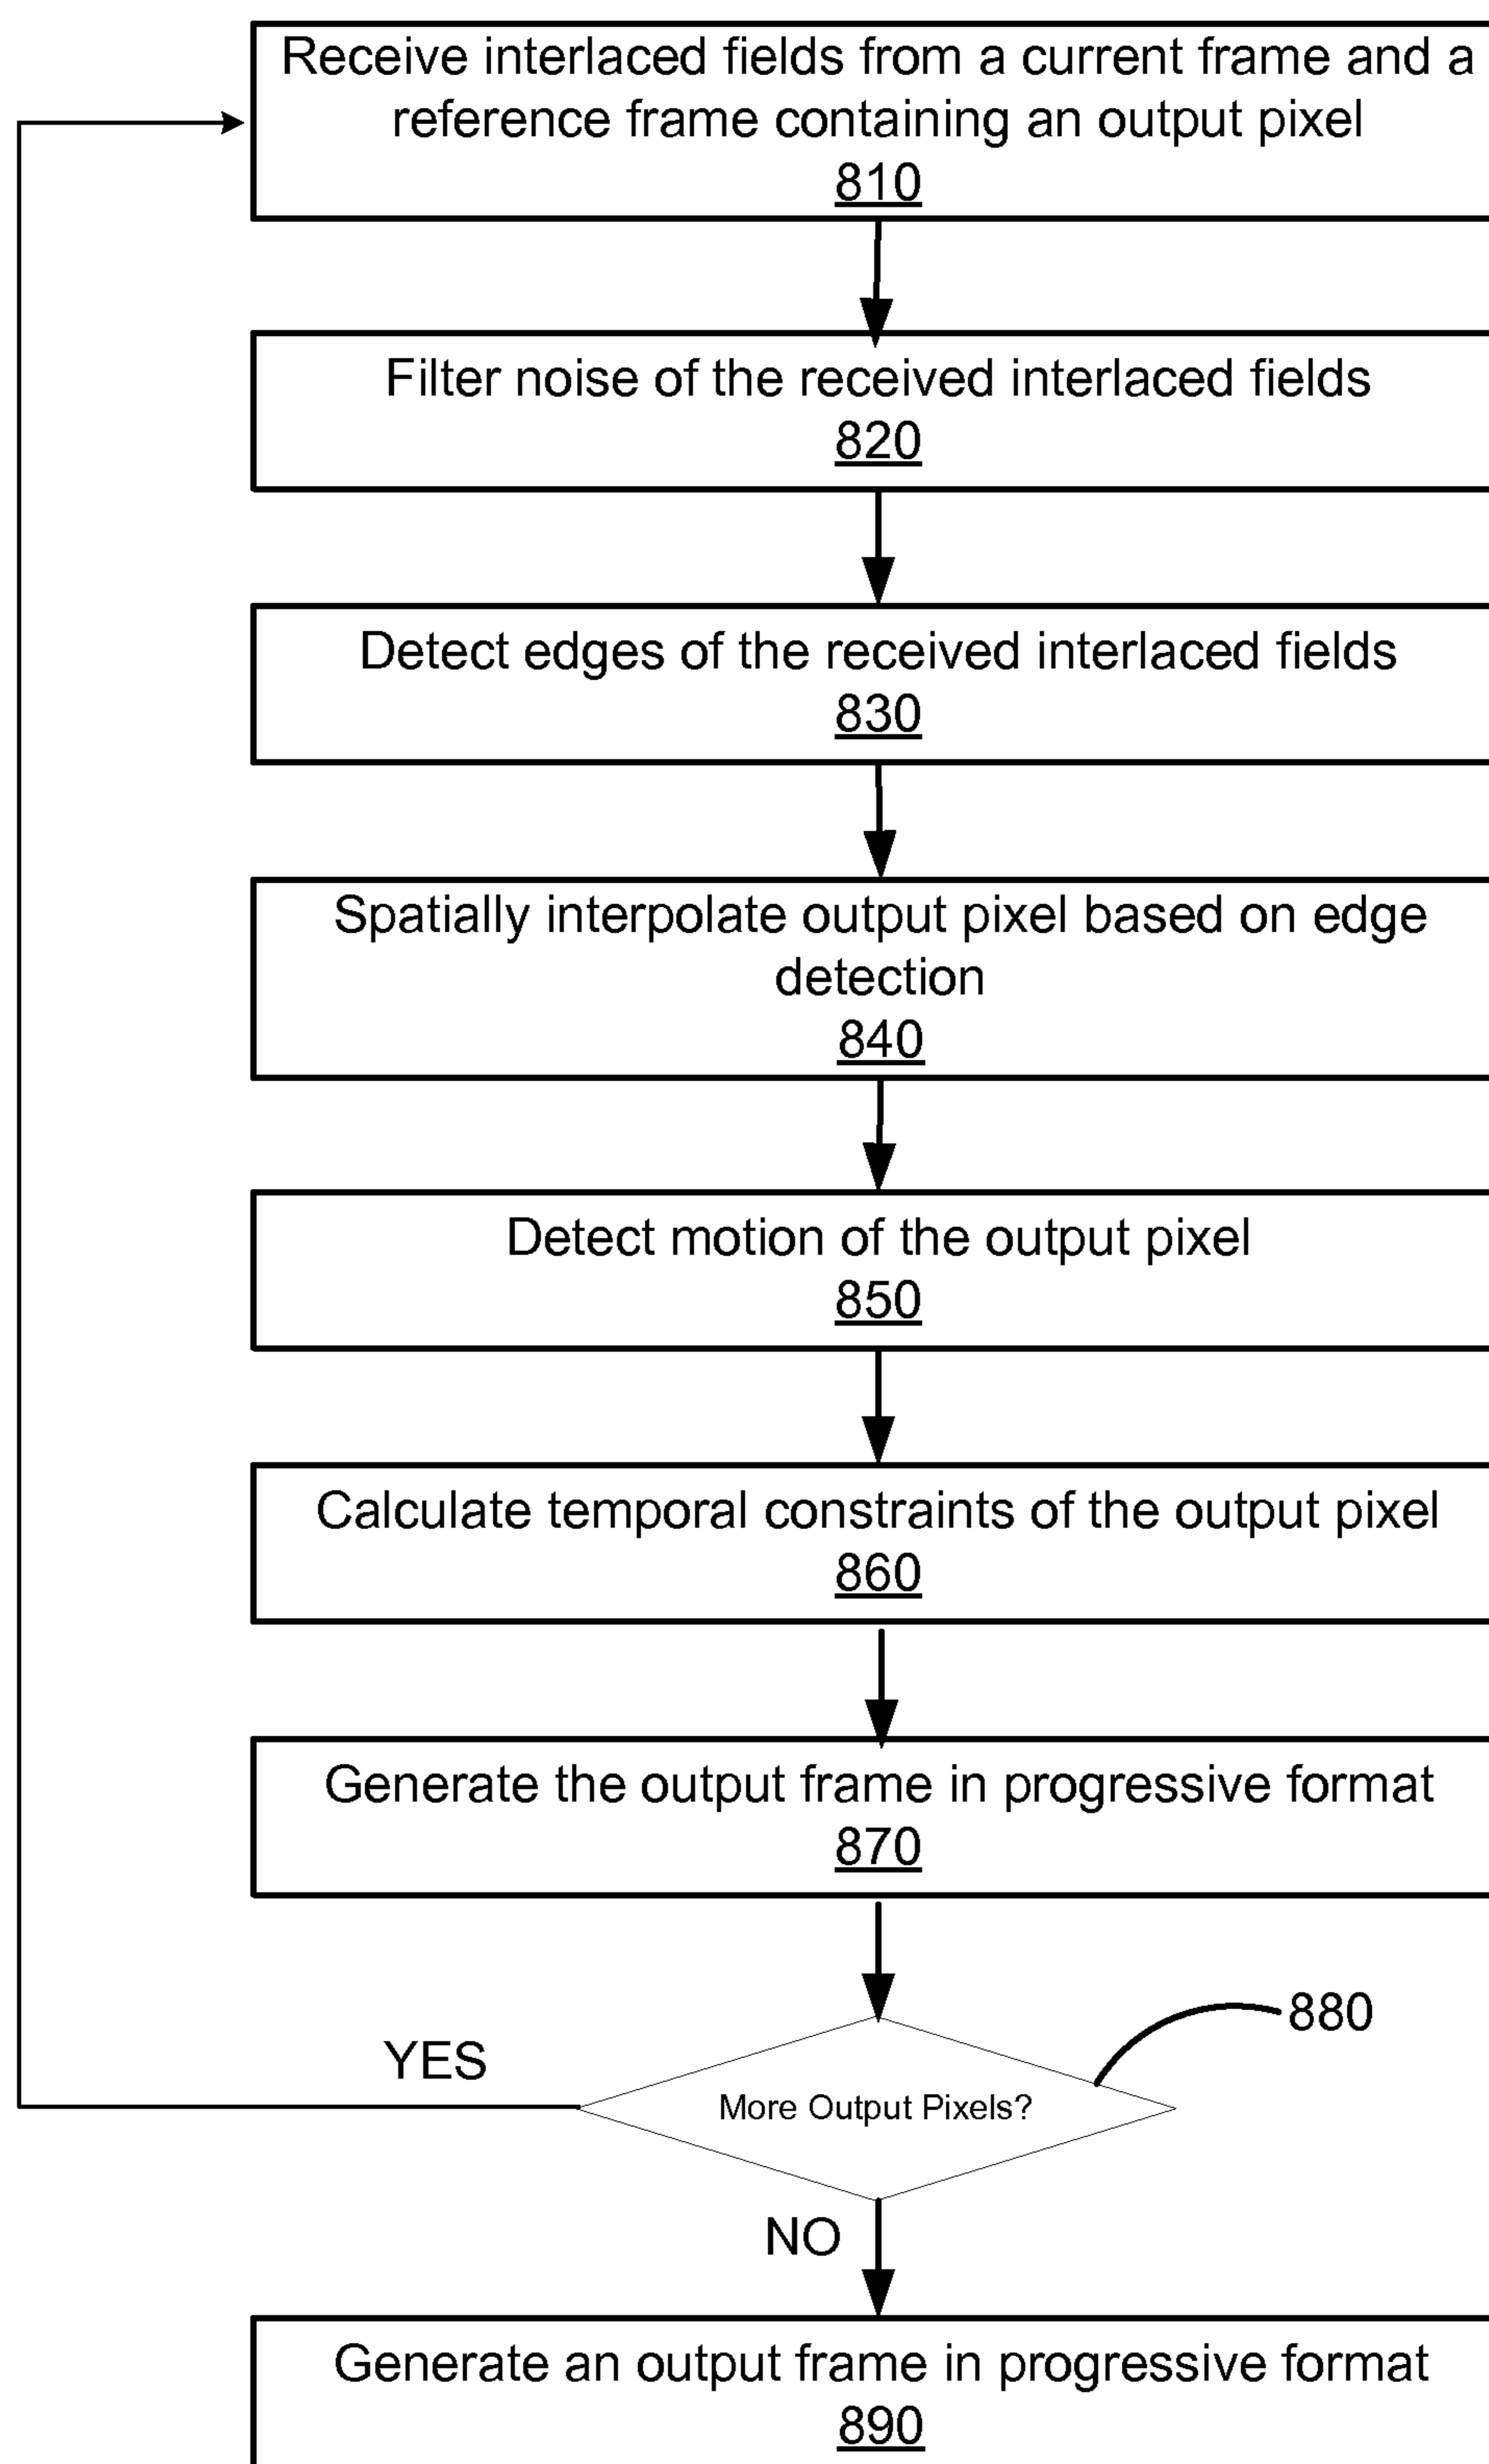 Receive interlaced fields from a current frame and a
reference frame containing an output pixel
810
Filter noise of the received interlaced fields
820
Detect edges of the received interlaced fields
830
Spatially interpolate output pixel based on edge
detection
840
Detect motion of the output pixel
850
Calculate temporal constraints of the output pixel
860
Generate the output frame in progressive format
870
880
YES
More Output Pixels?
NO
Generate an output frame in progressive format
890